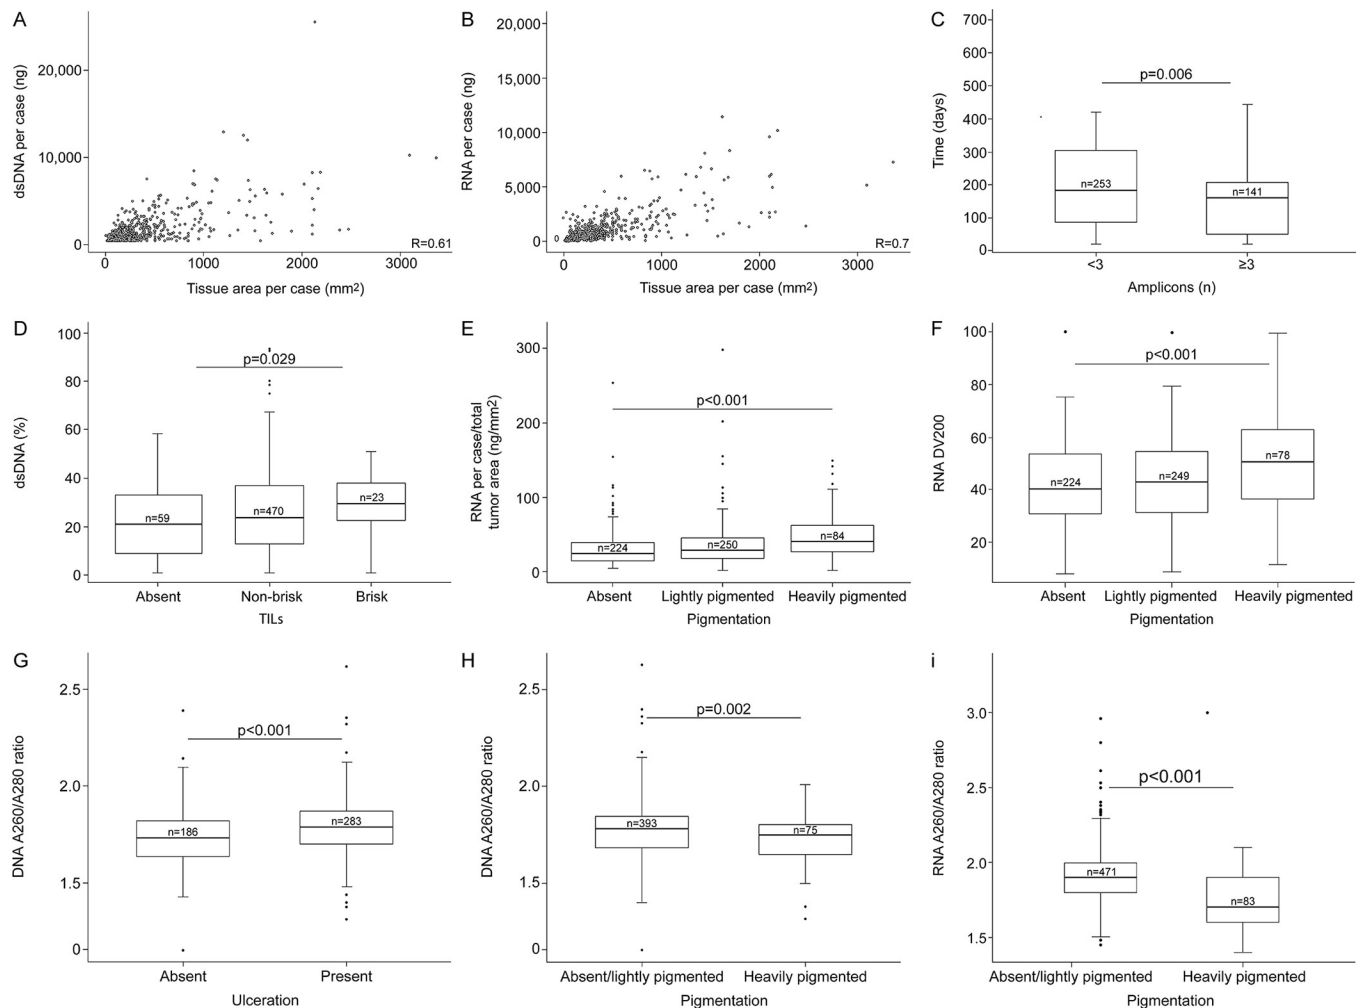 A
dsDNA per case (ng)
20,000
10,000
0
0 1000 2000 3000
R=0.61
Tissue area per case (mm2)
B
RNA per case (ng)
20,000
15,000
10,000
5,000
0
0 1000 2000 3000
R=0.7
Tissue area per case (mm2)
C
Time (days)
700
600
500
400
300
200
100
0
p=0.006
n=253
n=141
<3 ≥3
Amplicons (n)
D
dsDNA (%)
100
80
60
40
20
0
p=0.029
n=59
n=470
n=23
Absent Non-brisk Brisk
TILs
E
RNA per case/total
tumor area (ng/mm2)
300
200
100
0
p<0.001
n=224
n=250
n=84
Absent Lightly pigmented Heavily pigmented
Pigmentation
F
RNA DV200
100
80
60
40
20
p<0.001
n=224
n=249
n=78
Absent Lightly pigmented Heavily pigmented
Pigmentation
G
DNA A260/A280 ratio
2.5
2.0
1.5
0
p<0.001
n=186
n=283
Absent Present
Ulceration
H
DNA A260/A280 ratio
2.5
2.0
1.5
0
p=0.002
n=393
n=75
Absent/lightly pigmented Heavily pigmented
Pigmentation
i
RNA A260/A280 ratio
3.0
2.5
2.0
1.5
p<0.001
n=471
n=83
Absent/lightly pigmented Heavily pigmented
Pigmentation